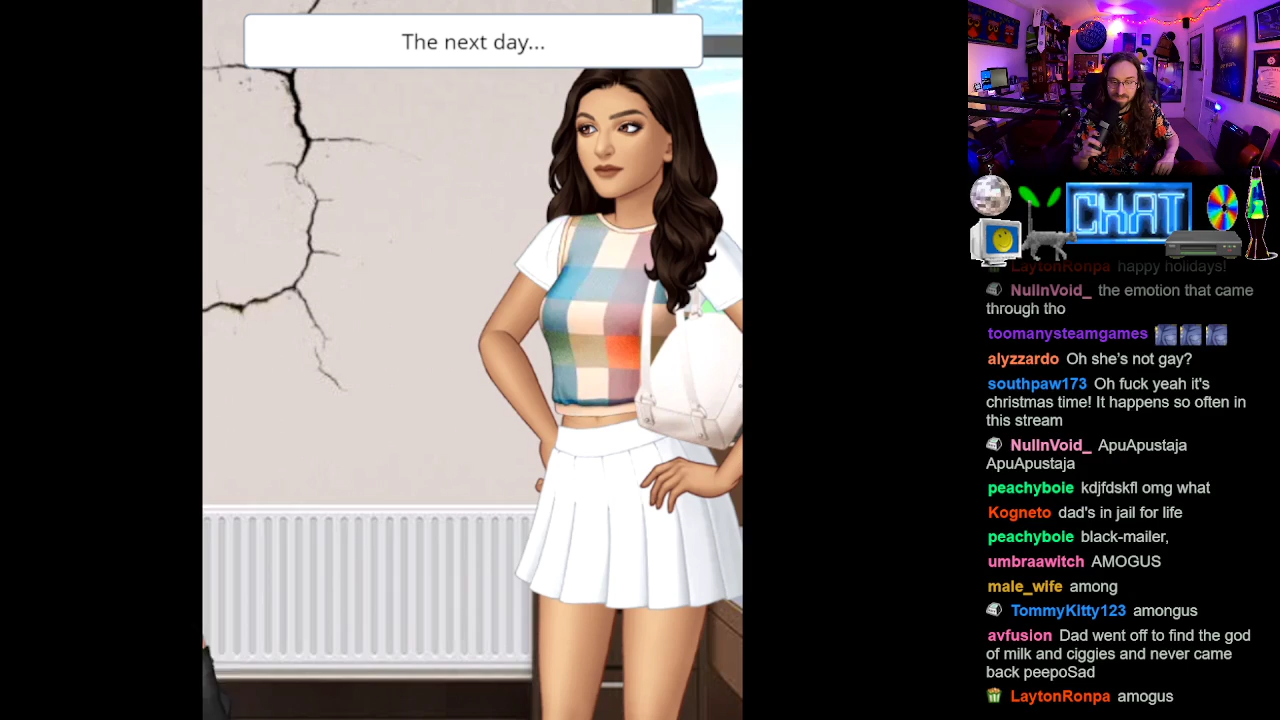 The next day...
CHAT
LaytonRonpa happy holidays!
NullnVoid_ the emotion that came
through tho
toomanysteamgames
alyzzardo Oh she's not gay?
southpaw173 Oh fuck yeah it's
christmas time! It happens so often in
this stream
NullnVoid_ ApuApustaja
ApuApustaja
peachyboie kdjfdskfl omg what
Kogneto dad's in jail for life
peachyboie black-mailer,
umbraawitch AMOGUS
male_wife among
TommyKitty123 amongus
avfusion Dad went off to find the god
of milk and ciggies and never came
back peepoSad
LaytonRonpa amogus